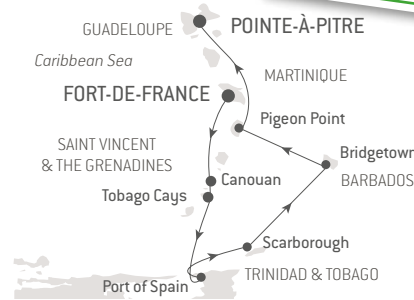 GUADELOUPE
POINTE-À-PITRE
Caribbean Sea
MARTINIQUE
FORT-DE-FRANCE
Pigeon Point
SAINT VINCENT
& THE GRENADINES
Bridgetown
BARBADOS
Canouan
Tobago Cays
Scarborough
TRINIDAD & TOBAGO
Port of Spain